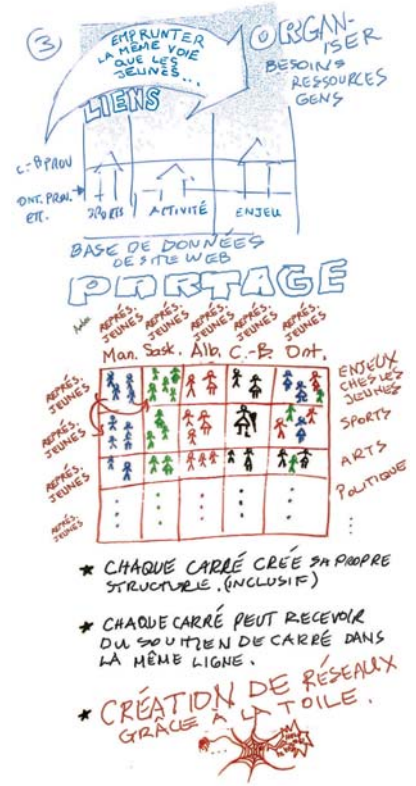 3
EMPRUNTER
LA MÊME VOIE
QUE LES
JEUNES...
ORGAN-
ISER
BESOINS
RESSOURCES
GENS
LIENS
C.-B PROV
ONT. PROV.
ETC.
SPORTS
ACTIVITÉ
ENJEU
BASE DE DONNÉES
DE SITE WEB
PARTAGE
REPRÉS. JEUNES
REPRÉS. JEUNES
REPRÉS. JEUNES
REPRÉS. JEUNES
REPRÉS. JEUNES
Man. Sask. Alb. C.-B. Ont.
REPRÉS.
JEUNES
REPRÉS.
JEUNES
REPRÉS.
JEUNES
REPRÉS.
JEUNES
ENJEUX
CHES LES
JEUNES
SPORTS
ARTS
POLITIQUE
* CHAQUE CARRÉ CRÉE SA PROPRE
STRUCTURE. (INCLUSIF)
* CHAQUE CARRÉ PEUT RECEVOIR
DU SOUTIEN DE CARRÉ DANS
LA MÊME LIGNE.
* CRÉATION DE RÉSEAUX
GRÂCE À LA TOILE.